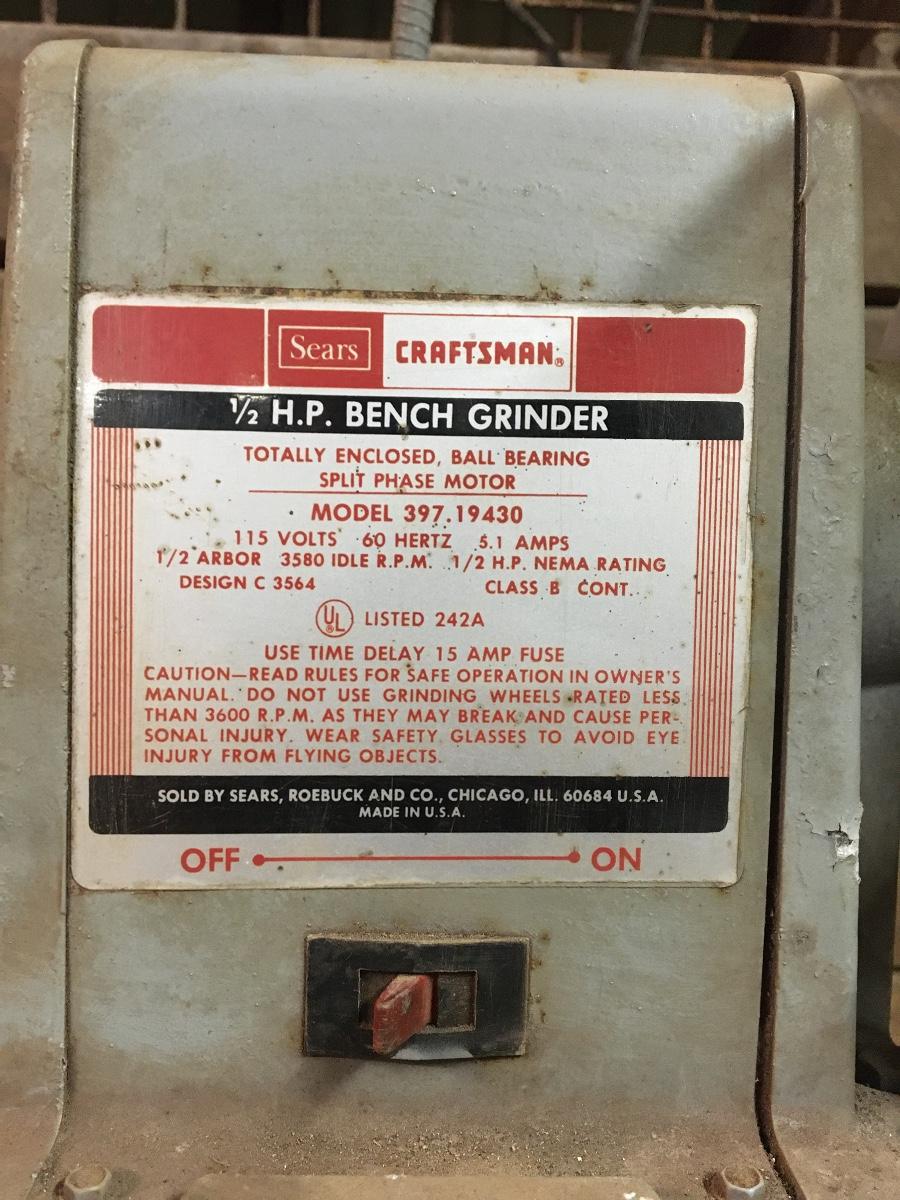 Sears CRAFTSMAN®
½ H.P. BENCH GRINDER
TOTALLY ENCLOSED, BALL BEARING
SPLIT PHASE MOTOR
MODEL 397.19430
115 VOLTS 60 HERTZ 5.1 AMPS
1/2 ARBOR 3580 IDLE R.P.M. 1/2 H.P. NEMA RATING
DESIGN C 3564 CLASS B CONT.
UL® LISTED 242A
USE TIME DELAY 15 AMP FUSE
CAUTION—READ RULES FOR SAFE OPERATION IN OWNER'S
MANUAL. DO NOT USE GRINDING WHEELS RATED LESS
THAN 3600 R.P.M. AS THEY MAY BREAK AND CAUSE PER-
SONAL INJURY. WEAR SAFETY GLASSES TO AVOID EYE
INJURY FROM FLYING OBJECTS.
SOLD BY SEARS, ROEBUCK AND CO., CHICAGO, ILL. 60684 U.S.A.
MADE IN U.S.A.
OFF ON